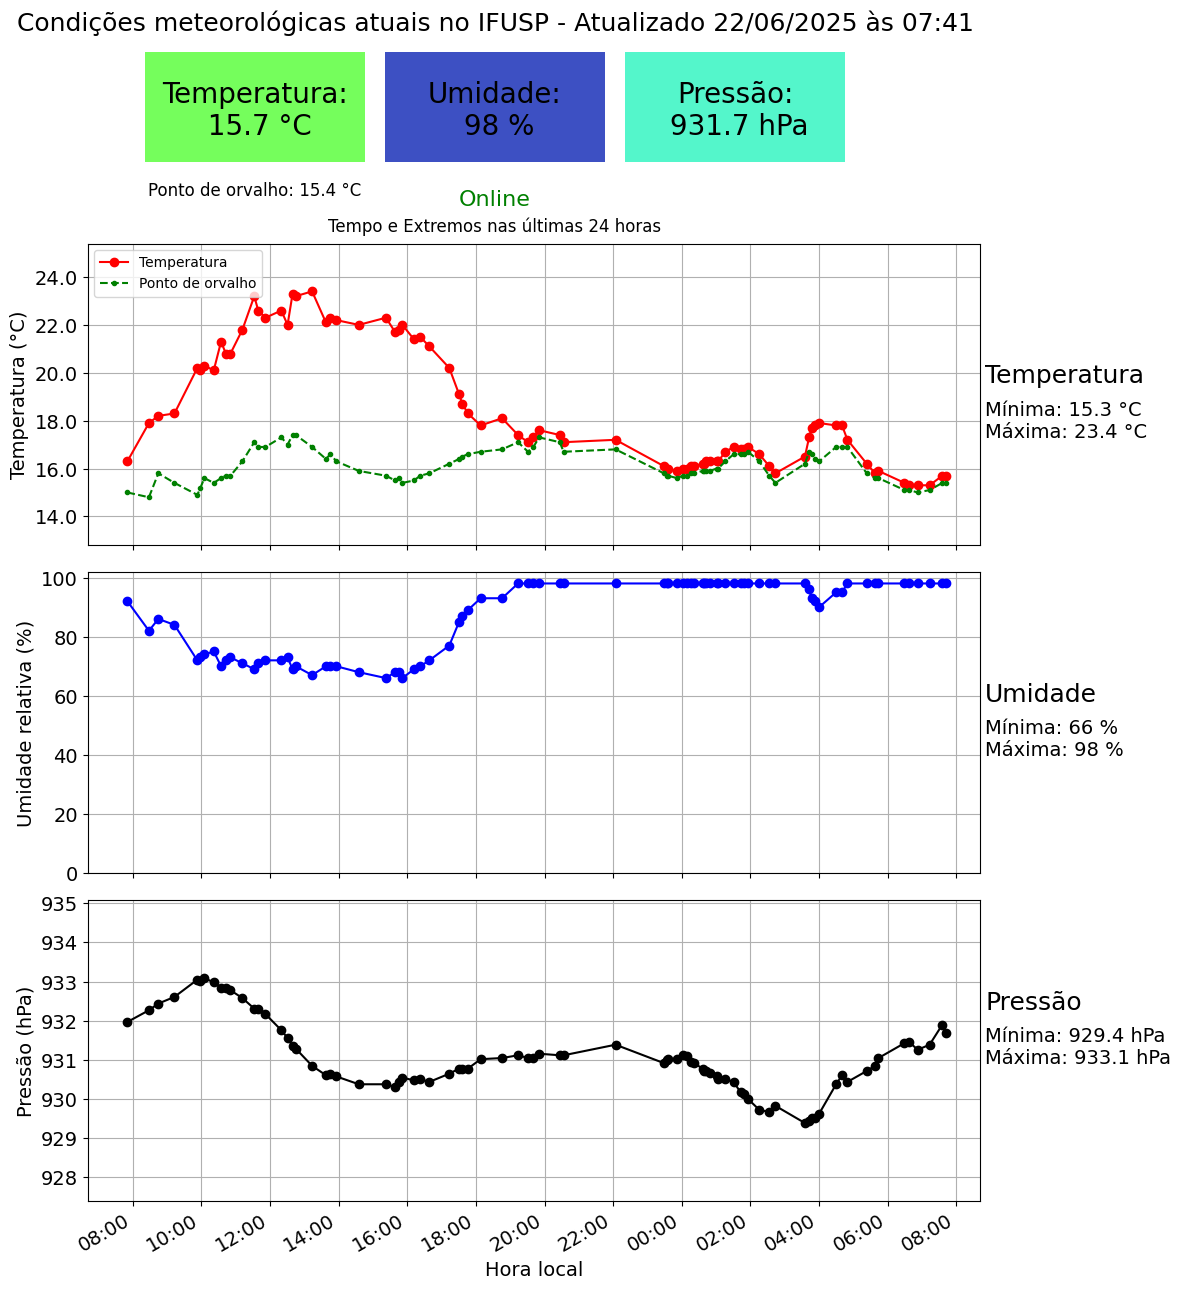 Condições meteorológicas atuais no IFUSP - Atualizado 22/06/2025 às 07:41
Temperatura:
15.7 °C
Umidade:
98 %
Pressão:
931.7 hPa
Ponto de orvalho: 15.4 °C
Online
Tempo e Extremos nas últimas 24 horas
Temperatura
Ponto de orvalho
Temperatura (°C)
24.0
22.0
20.0
18.0
16.0
14.0
Temperatura
Mínima: 15.3 °C
Máxima: 23.4 °C
Umidade relativa (%)
100
80
60
40
20
0
Umidade
Mínima: 66 %
Máxima: 98 %
Pressão (hPa)
935
934
933
932
931
930
929
928
Pressão
Mínima: 929.4 hPa
Máxima: 933.1 hPa
08:00
10:00
12:00
14:00
16:00
18:00
20:00
22:00
00:00
02:00
04:00
06:00
08:00
Hora local